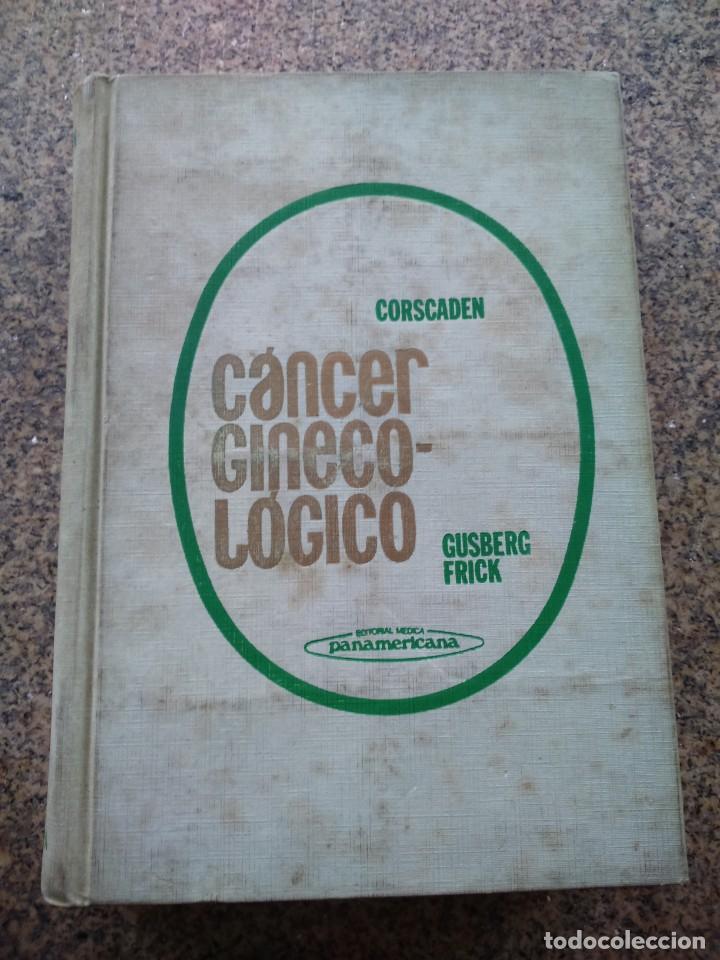 CORSCADEN
cáncer
GINECO-
LÓGICO
GUSBERG
FRICK
EDITORIAL MEDICA
panamericana
todocoleccion